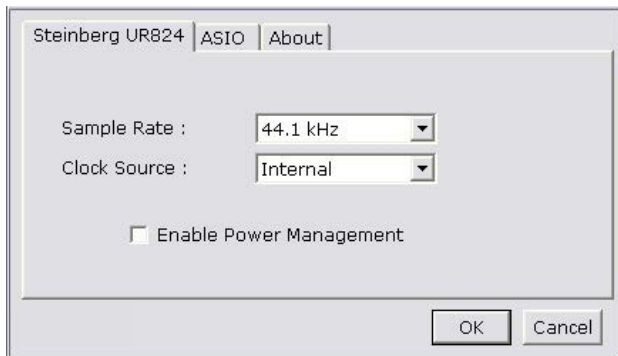 Steinberg UR824 ASIO About
Sample Rate : 44.1 kHz
Clock Source : Internal
Enable Power Management
OK Cancel